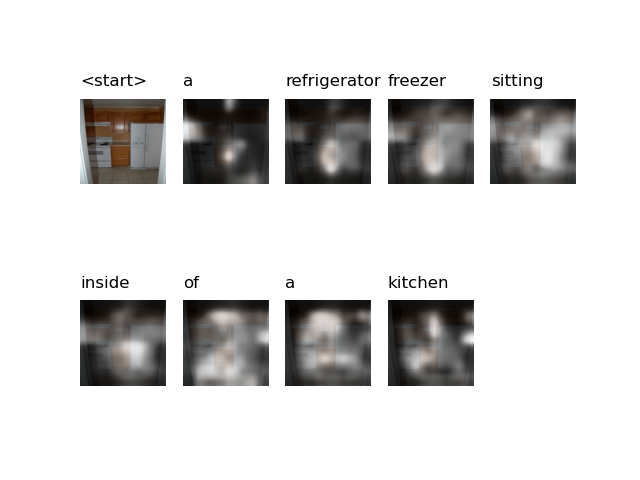 <start> a refrigerator freezer sitting
inside of a kitchen